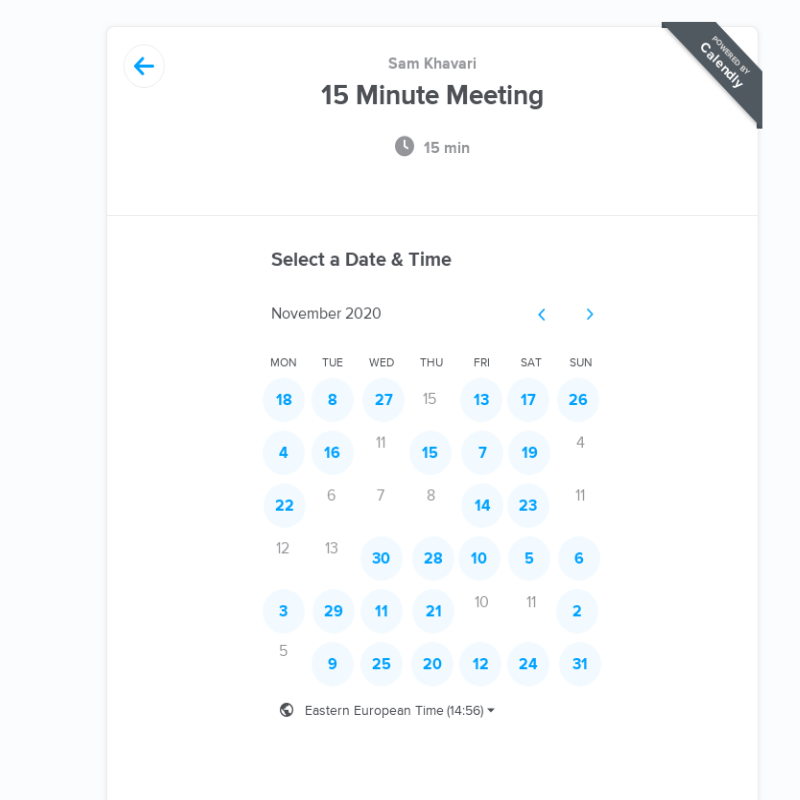 POWERED BY
Calendly
Sam Khavari
15 Minute Meeting
15 min
Select a Date & Time
November 2020
MON TUE WED THU FRI SAT SUN
18 8 27 15 13 17 26
4 16 11 15 7 19 4
22 6 7 8 14 23 11
12 13 30 28 10 5 6
3 29 11 21 10 11 2
5 9 25 20 12 24 31
Eastern European Time (14:56)